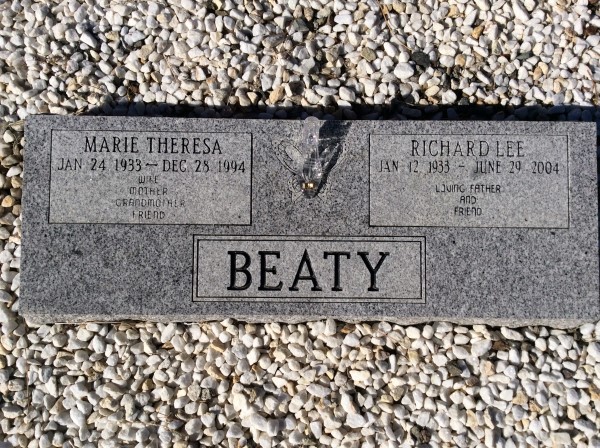 MARIE THERESA
JAN 24 1933 — DEC 28 1994
WIFE
MOTHER
GRANDMOTHER
FRIEND
RICHARD LEE
JAN 12 1933 – JUNE 29 2004
LIVING FATHER
AND
FRIEND
BEATY